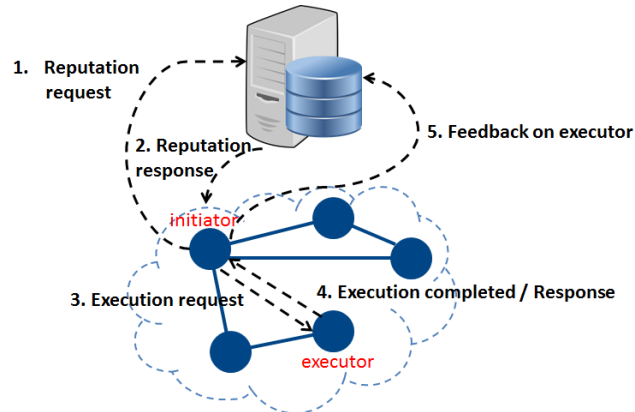 1. Reputation
request
2. Reputation
response
5. Feedback on executor
initiator
3. Execution request
4. Execution completed / Response
executor